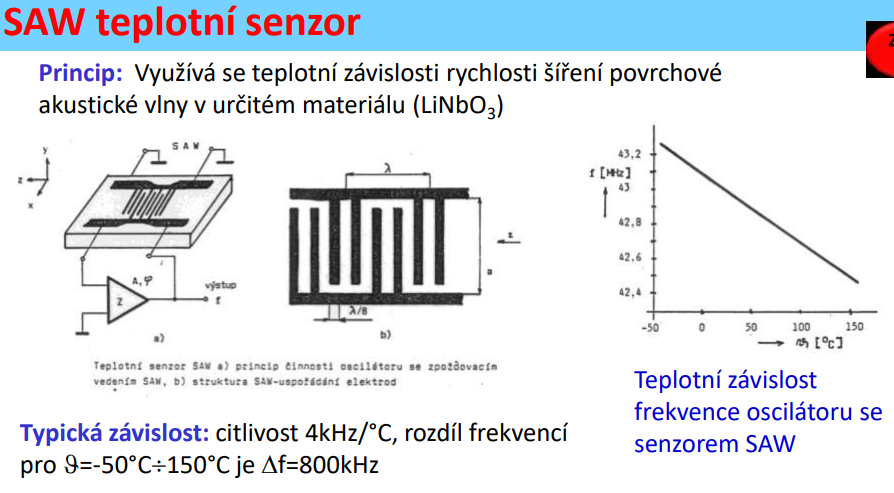 SAW teplotní senzor
2
Princip: Využívá se teplotní závislosti rychlosti šíření povrchové
akustické vlny v určitém materiálu (LiNbO₃)
y
z
x
SAW
A,φ
Z
výstup
f
a)
λ
z
λ/8
b)
f [MHz]
43,2
43
42,8
42,6
42,4
-50
0
50
100
150
ϑ [°C]
Teplotní senzor SAW a) princip činnosti oscilátoru se zpožďovacím
vedením SAW, b) struktura SAW-uspořádání elektrod
Teplotní závislost
frekvence oscilátoru se
senzorem SAW
Typická závislost: citlivost 4kHz/°C, rozdíl frekvencí
pro ϑ=-50°C÷150°C je Δf=800kHz